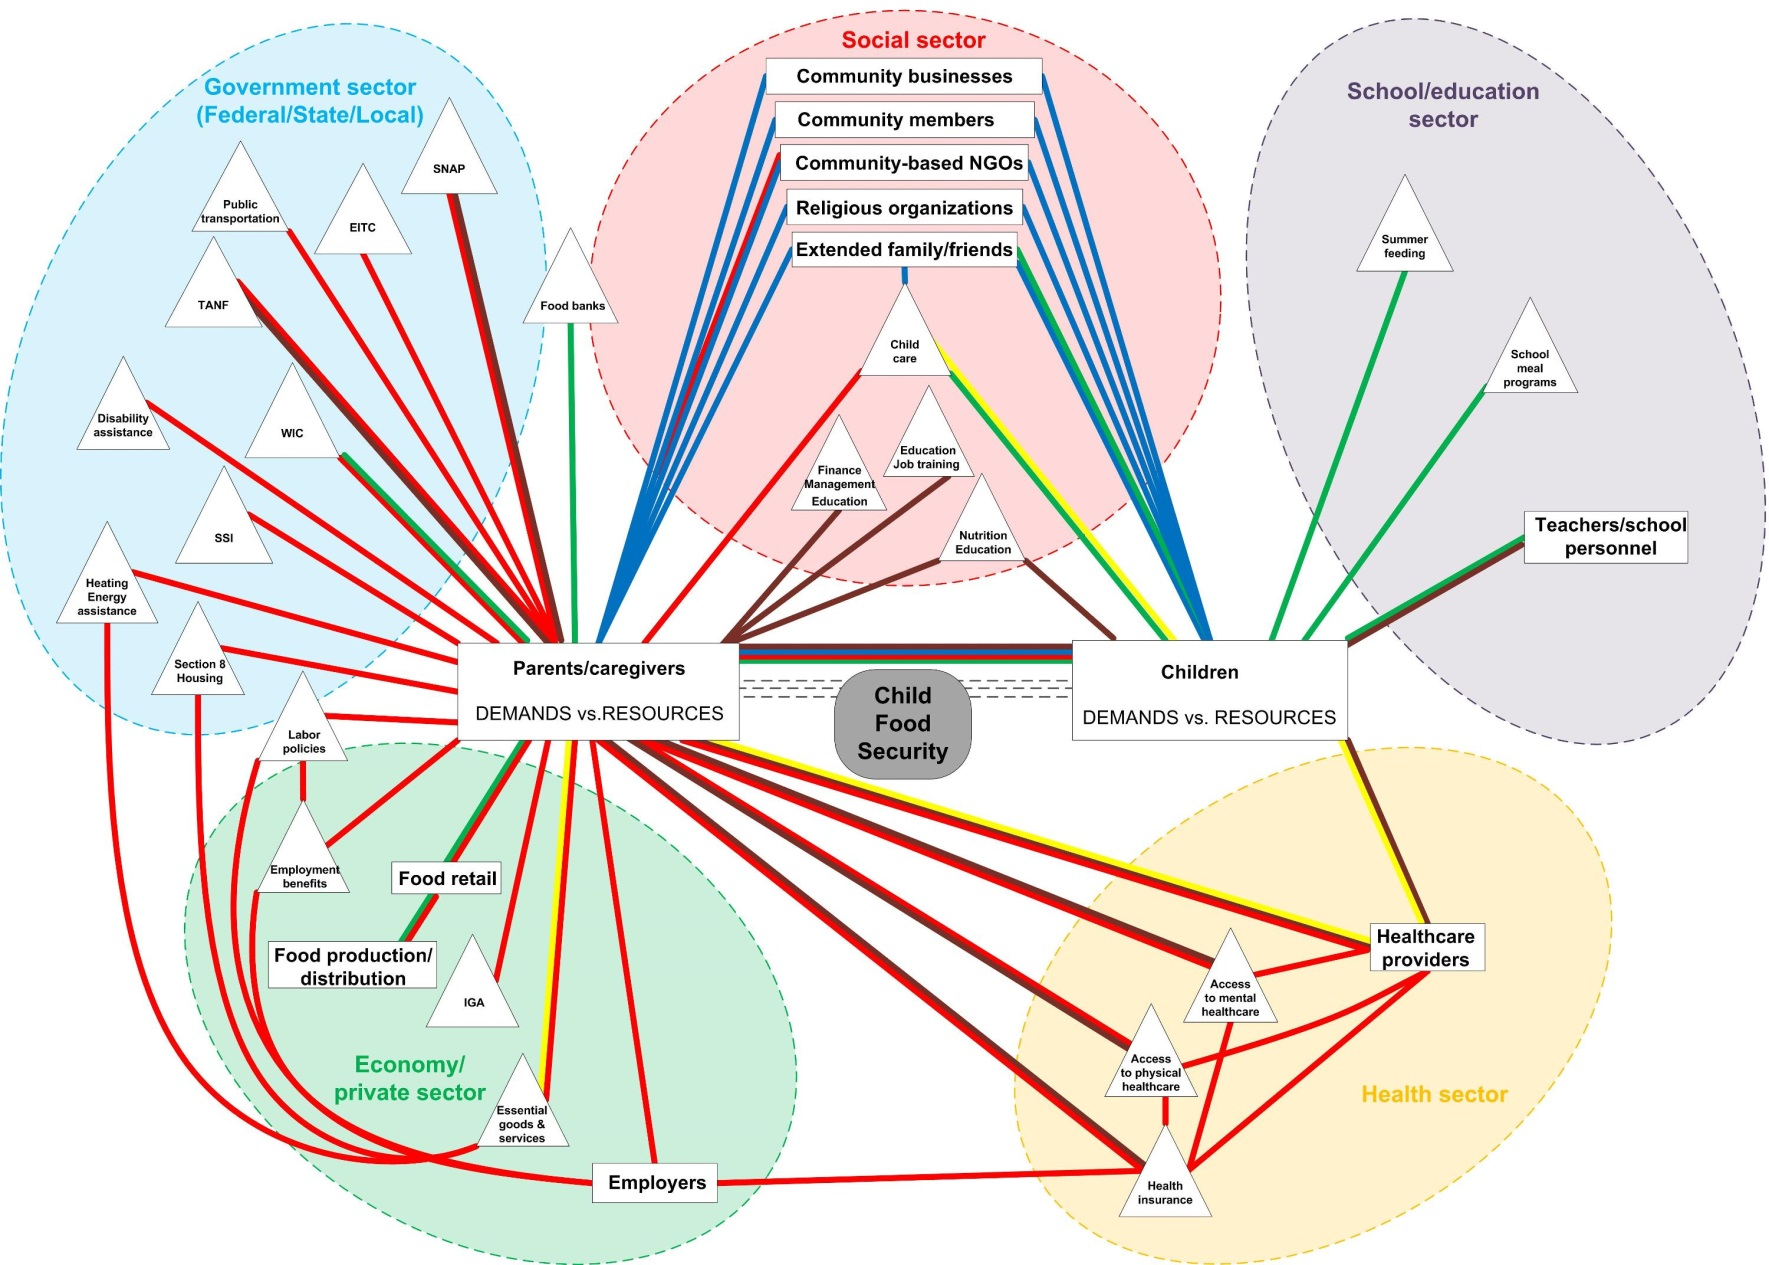 Government sector
(Federal/State/Local)
SNAP
Public
transportation
EITC
TANF
Disability
assistance
WIC
SSI
Heating
Energy
assistance
Section 8
Housing
Labor
policies
Food banks
Social sector
Community businesses
Community members
Community-based NGOs
Religious organizations
Extended family/friends
Child
care
Education
Job training
Finance
Management
Education
Nutrition
Education
School/education
sector
Summer
feeding
School
meal
programs
Teachers/school
personnel
Parents/caregivers
DEMANDS vs.RESOURCES
Child
Food
Security
Children
DEMANDS vs. RESOURCES
Employment
benefits
Food retail
Food production/
distribution
IGA
Economy/
private sector
Essential
goods &
services
Employers
Healthcare
providers
Access
to mental
healthcare
Access
to physical
healthcare
Health sector
Health
insurance